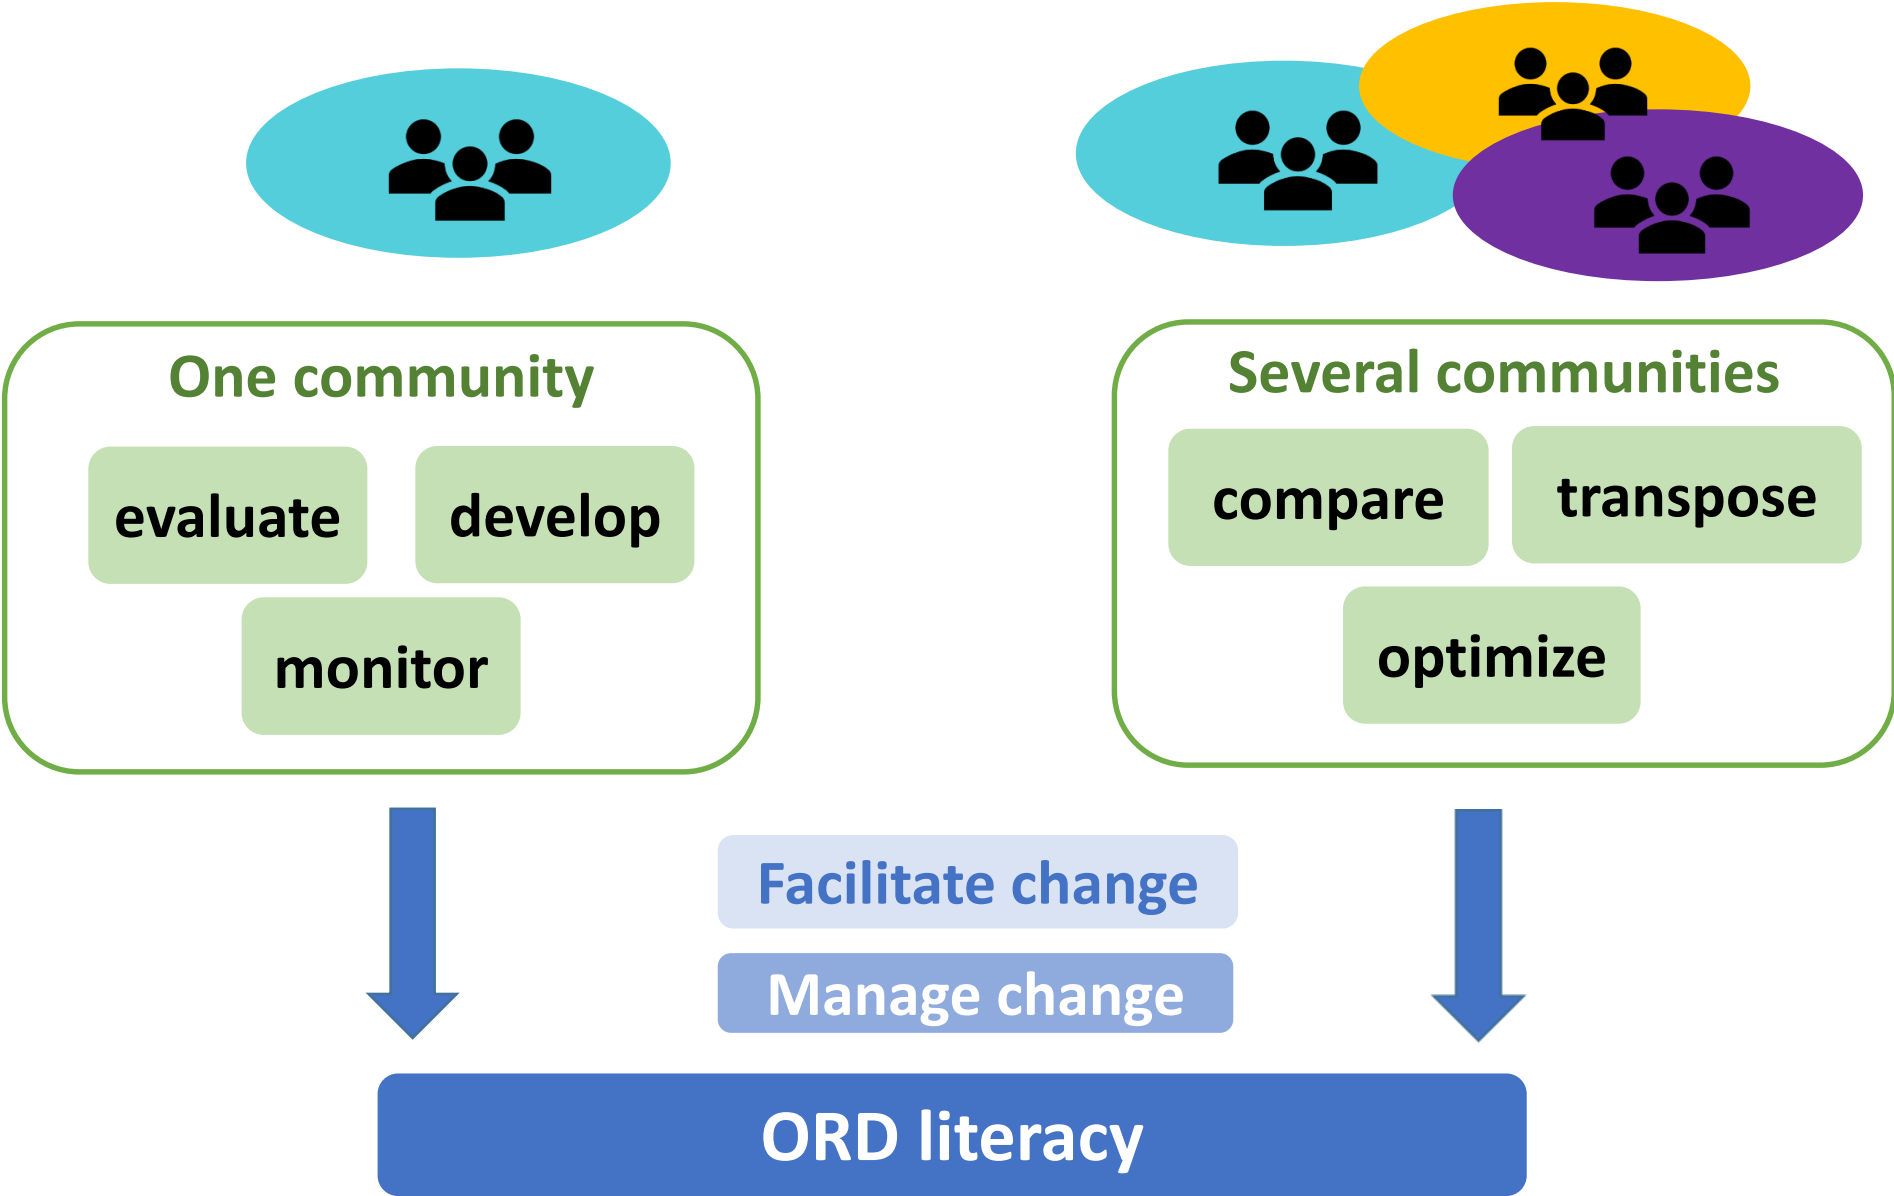 One community
evaluate
develop
monitor
Several communities
compare
transpose
optimize
Facilitate change
Manage change
ORD literacy